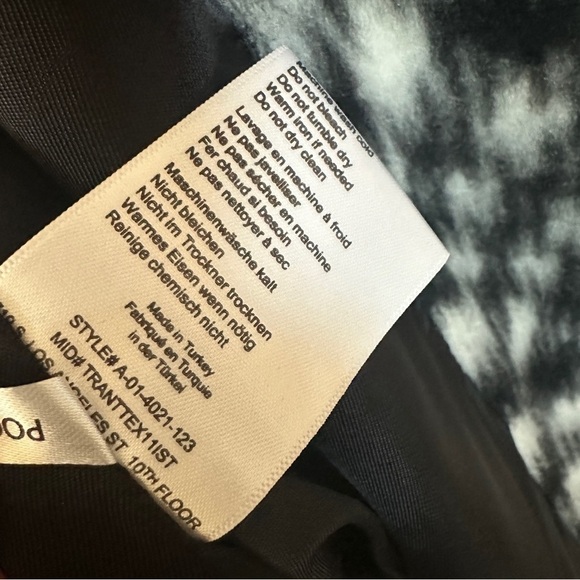 Machine wash cold
Do not bleach
Do not tumble dry
Warm iron if needed
Do not dry clean
Lavage en machine à froid
Ne pas javelliser
Ne pas sécher en machine
Fer chaud si besoin
Ne pas nettoyer à sec
Maschinenwäsche kalt
Nicht bleichen
Nicht im Trockner trocknen
Warmes Eisen wenn nötig
Reinige chemisch nicht
Made in Turkey
Fabriqué en Turquie
in der Türkei
STYLE# A-01-4021-123
MID# TRANTTEX11IST
S. LOS ANGELES ST 10TH FLOOR